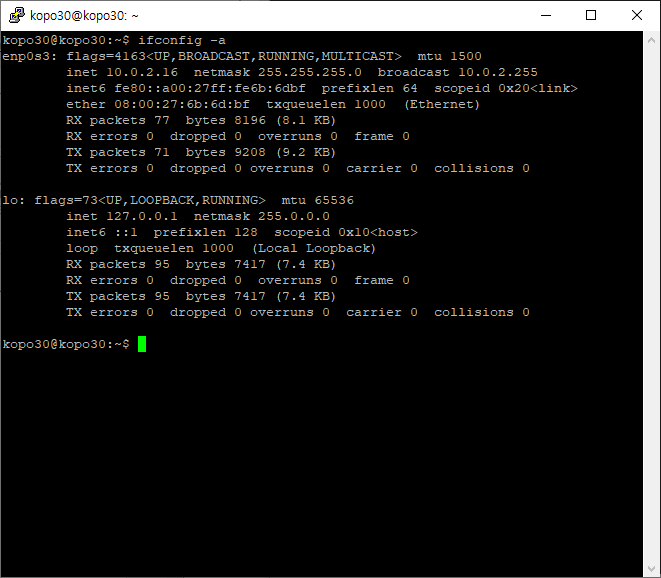 kopo30@kopo30: ~
kopo30@kopo30:~$ ifconfig -a
enp0s3: flags=4163<UP,BROADCAST,RUNNING,MULTICAST>  mtu 1500
        inet 10.0.2.16  netmask 255.255.255.0  broadcast 10.0.2.255
        inet6 fe80::a00:27ff:fe6b:6dbf  prefixlen 64  scopeid 0x20<link>
        ether 08:00:27:6b:6d:bf  txqueuelen 1000  (Ethernet)
        RX packets 77  bytes 8196 (8.1 KB)
        RX errors 0  dropped 0  overruns 0  frame 0
        TX packets 71  bytes 9208 (9.2 KB)
        TX errors 0  dropped 0 overruns 0  carrier 0  collisions 0
lo: flags=73<UP,LOOPBACK,RUNNING>  mtu 65536
        inet 127.0.0.1  netmask 255.0.0.0
        inet6 ::1  prefixlen 128  scopeid 0x10<host>
        loop  txqueuelen 1000  (Local Loopback)
        RX packets 95  bytes 7417 (7.4 KB)
        RX errors 0  dropped 0  overruns 0  frame 0
        TX packets 95  bytes 7417 (7.4 KB)
        TX errors 0  dropped 0 overruns 0  carrier 0  collisions 0
kopo30@kopo30:~$